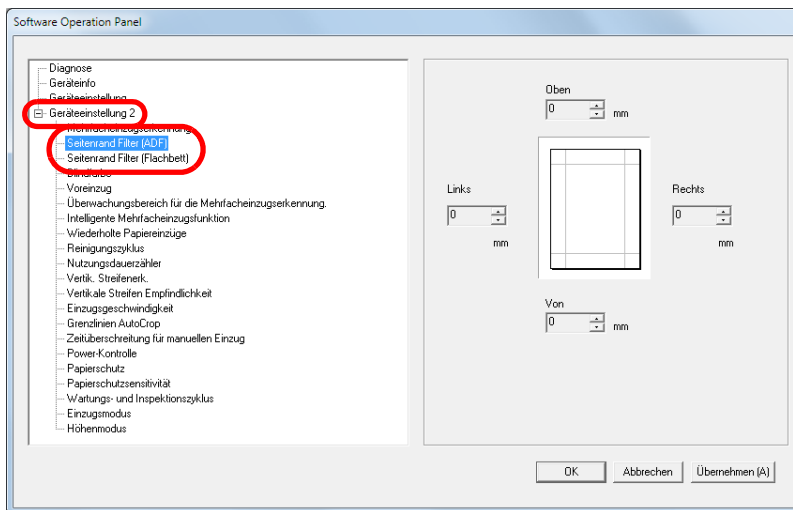 Software Operation Panel
Diagnose
Geräteinfo
Geräteeinstellung
Geräteeinstellung 2
Mehrfacheinzugserkennung
Seitenrand Filter (ADF)
Seitenrand Filter (Flachbett)
Blindfarbe
Voreinzug
Überwachungsbereich für die Mehrfacheinzugserkennung.
Intelligente Mehrfacheinzugsfunktion
Wiederholte Papiereinzüge
Reinigungszyklus
Nutzungsdauerzähler
Vertik. Streifenerk.
Vertikale Streifen Empfindlichkeit
Einzugsgeschwindigkeit
Grenzlinien AutoCrop
Zeitüberschreitung für manuellen Einzug
Power-Kontrolle
Papierschutz
Papierschutzsensitivität
Wartungs- und Inspektionszyklus
Einzugsmodus
Höhenmodus
Oben
0 mm
Links
0
mm
Rechts
0
mm
Von
0 mm
OK
Abbrechen
Übernehmen (A)